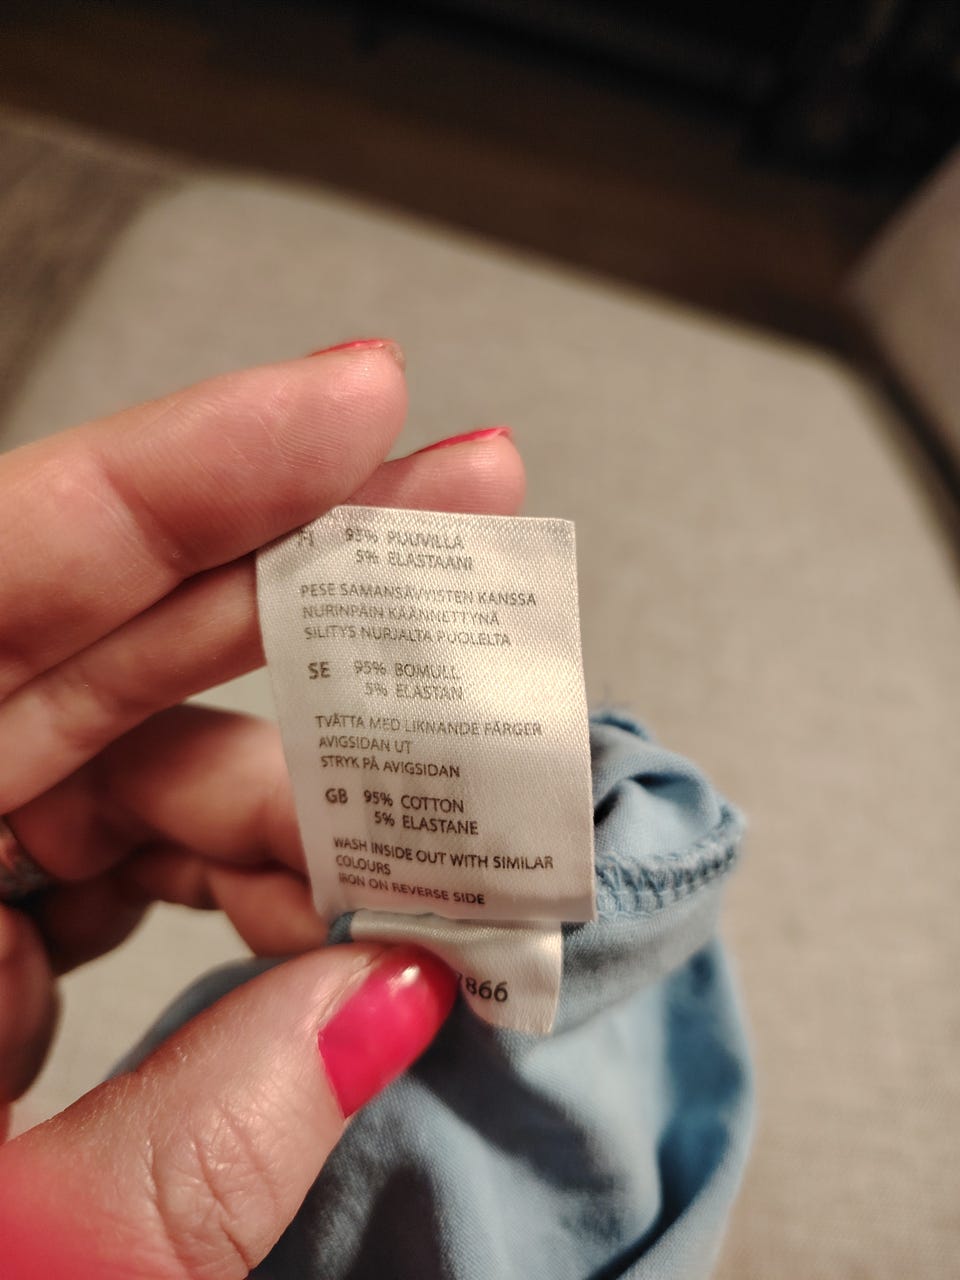 FI 95% PUUVILLA
5% ELASTAANI
PESE SAMANSÄVYISTEN KANSSA
NURINPÄIN KÄÄNNETTYNÄ
SILITYS NURJALTA PUOLELTA
SE 95% BOMULL
5% ELASTAN
TVÄTTA MED LIKNANDE FÄRGER
AVIGSIDAN UT
STRYK PÅ AVIGSIDAN
GB 95% COTTON
5% ELASTANE
WASH INSIDE OUT WITH SIMILAR
COLOURS
IRON ON REVERSE SIDE
866